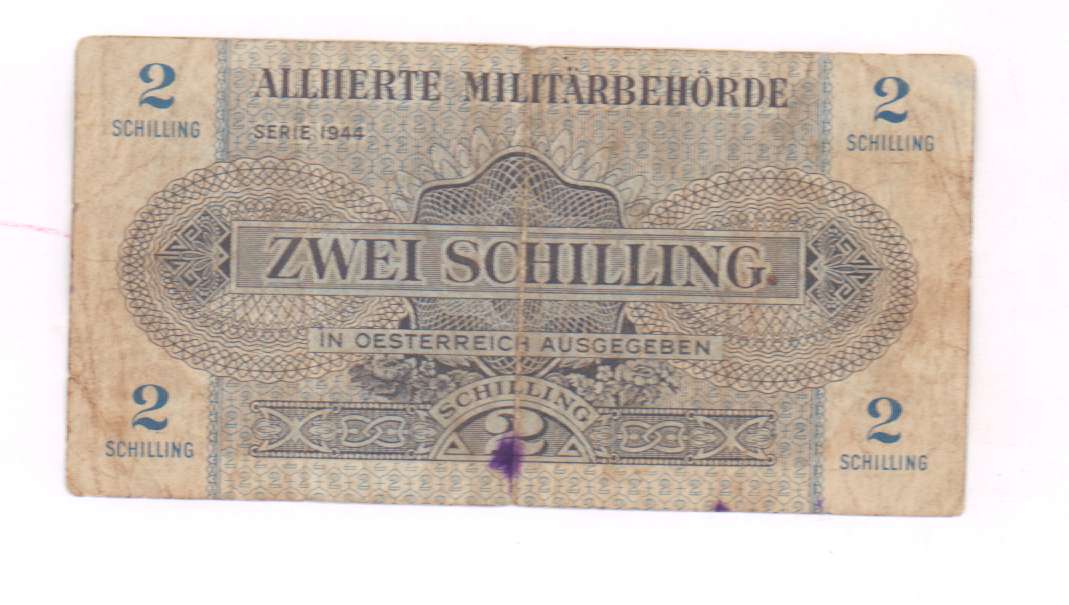 2
SCHILLING
ALLIIERTE MILITÄRBEHÖRDE
2
SCHILLING
SERIE 1944
ZWEI SCHILLING
IN OESTERREICH AUSGEGEBEN
2
SCHILLING
SCHILLING
2
2
SCHILLING